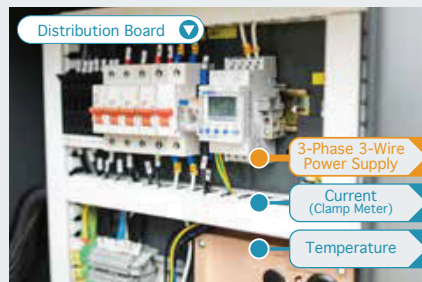 Distribution Board
3-Phase 3-Wire
Power Supply
Current
(Clamp Meter)
Temperature